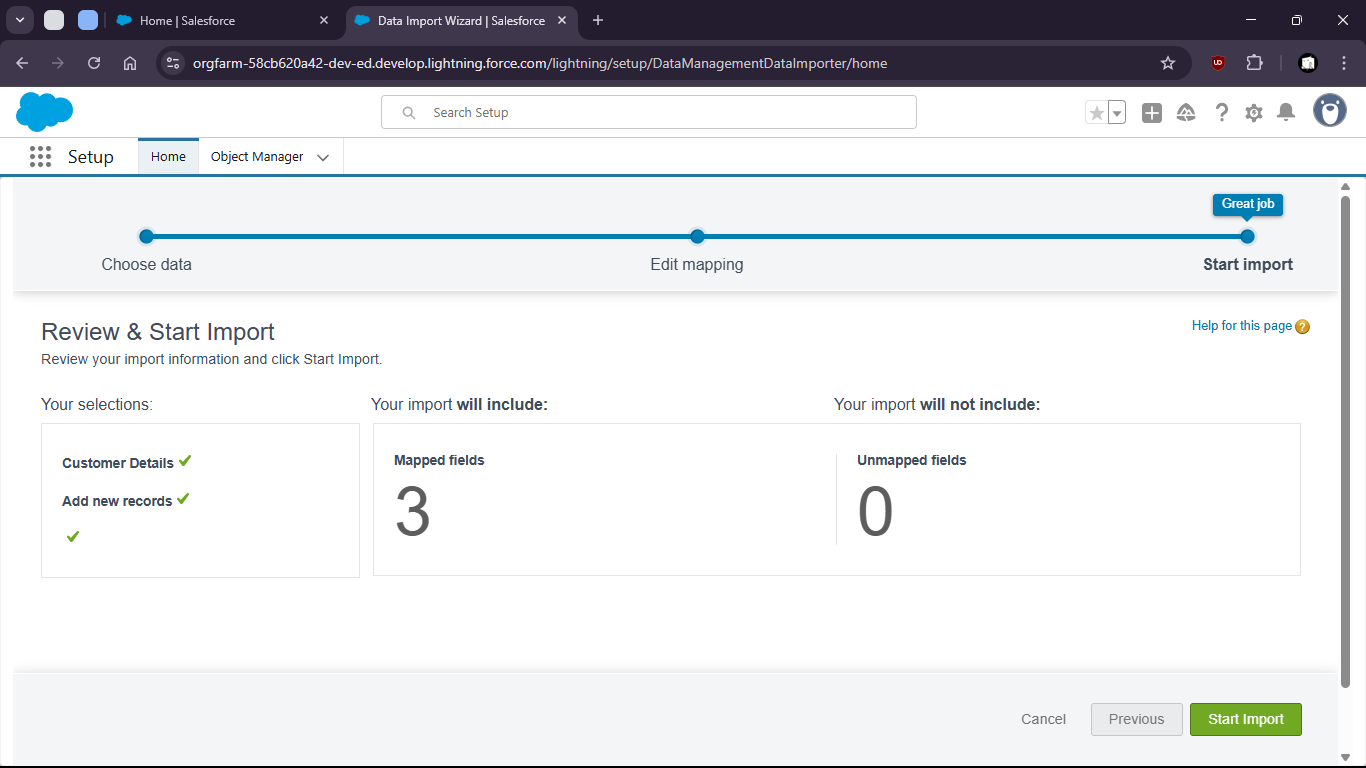 Home | Salesforce
Data Import Wizard | Salesforce
orgfarm-58cb620a42-dev-ed.develop.lightning.force.com/lightning/setup/DataManagementDataImporter/home
Search Setup
Setup
Home
Object Manager
Great job
Choose data
Edit mapping
Start import
Review & Start Import
Help for this page
Review your import information and click Start Import.
Your selections:
Your import will include:
Your import will not include:
Customer Details
Add new records
Mapped fields
3
Unmapped fields
0
Cancel
Previous
Start Import